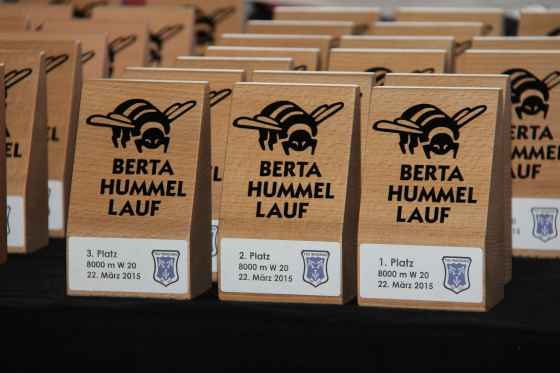 BERTA
HUMMEL
LAUF
3. Platz
8000 m W 20
22. März 2015
BERTA
HUMMEL
LAUF
2. Platz
8000 m W 20
22. März 2015
BERTA
HUMMEL
LAUF
1. Platz
8000 m W 20
22. März 2015